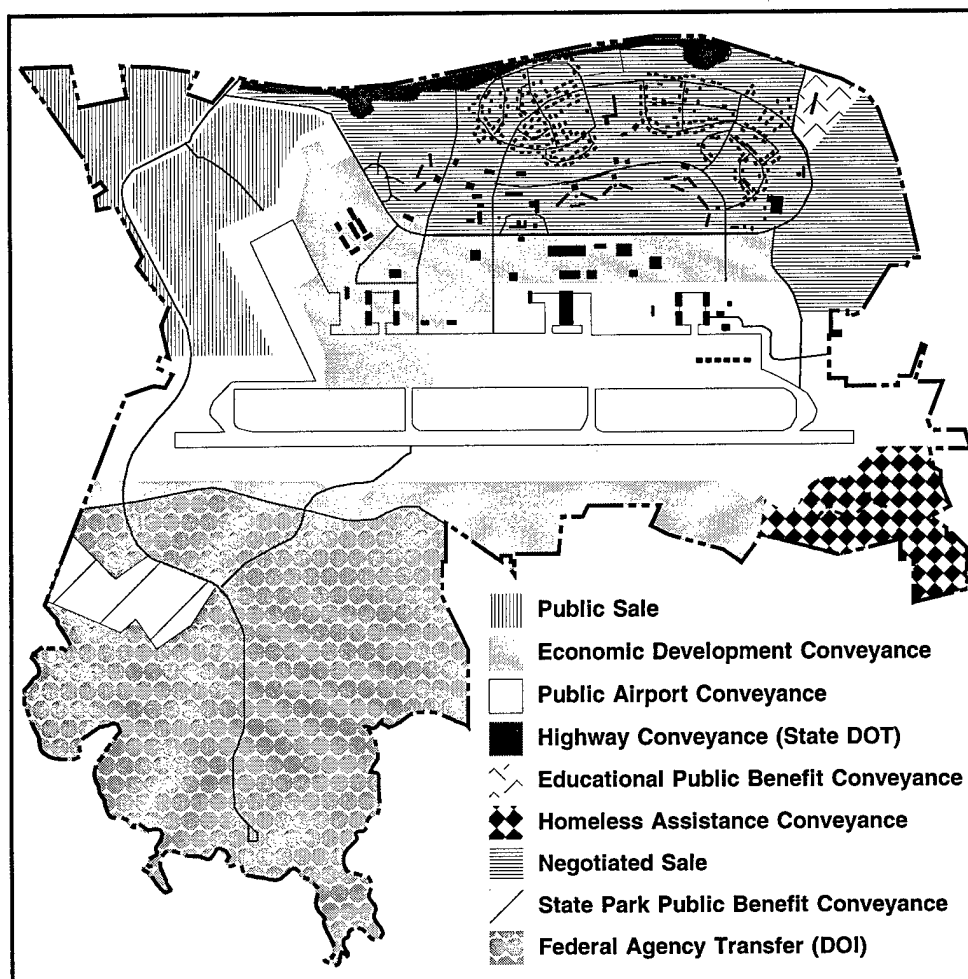 Public Sale
Economic Development Conveyance
Public Airport Conveyance
Highway Conveyance (State DOT)
Educational Public Benefit Conveyance
Homeless Assistance Conveyance
Negotiated Sale
State Park Public Benefit Conveyance
Federal Agency Transfer (DOI)